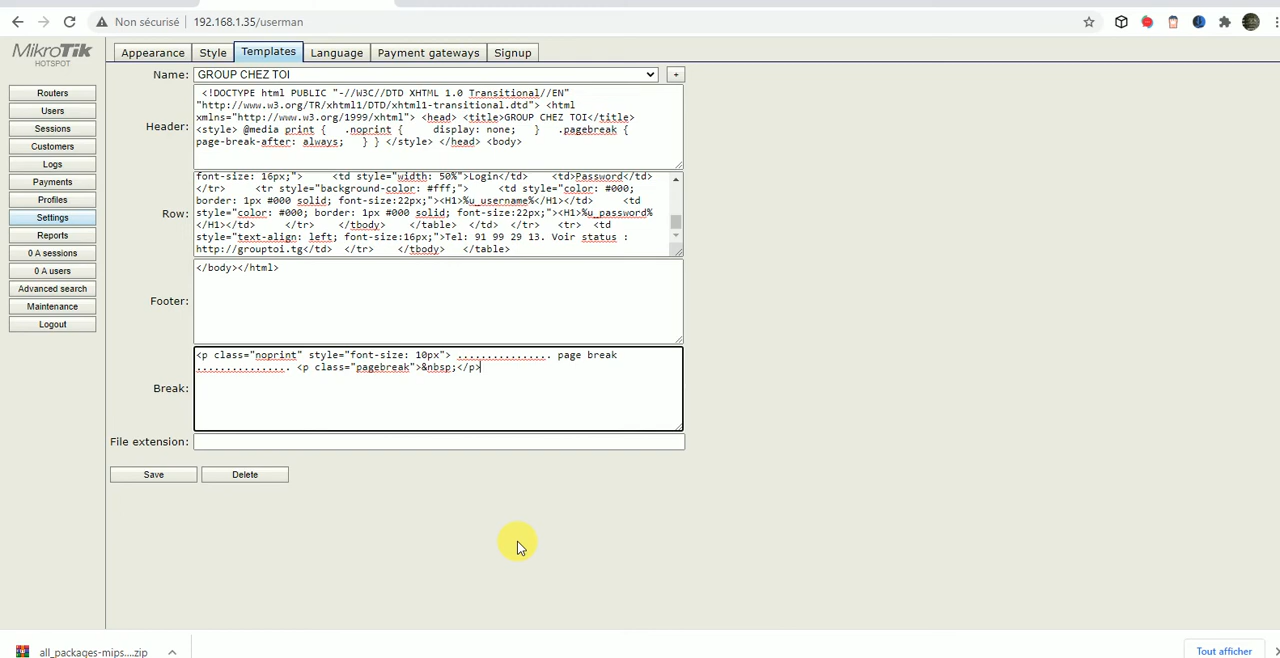 Non sécurisé | 192.168.1.35/userman
MikroTik
HOTSPOT
Routers
Users
Sessions
Customers
Logs
Payments
Profiles
Settings
Reports
0 A sessions
0 A users
Advanced search
Maintenance
Logout
Appearance Style Templates Language Payment gateways Signup
Name: GROUP CHEZ TOI +
Header:
<!DOCTYPE html PUBLIC "-//W3C//DTD XHTML 1.0 Transitional//EN"
"http://www.w3.org/TR/xhtml1/DTD/xhtml1-transitional.dtd"> <html
xmlns="http://www.w3.org/1999/xhtml"> <head> <title>GROUP CHEZ TOI</title>
<style> @media print { .noprint { display: none; } .pagebreak {
page-break-after: always; } } </style> </head> <body>
Row:
font-size: 16px;"> <td style="width: 50%">Login</td> <td>Password</td>
</tr> <tr style="background-color: #fff;"> <td style="color: #000;
border: 1px #000 solid; font-size:22px;"><H1>%u_username%</H1></td> <td
style="color: #000; border: 1px #000 solid; font-size:22px;"><H1>%u_password%
</H1></td> </tr> </tbody> </table> </td> </tr> <tr> <td
style="text-align: left; font-size:16px;">Tel: 91 99 29 13. Voir status :
http://grouptoi.tg</td> </tr> </tbody> </table>
Footer:
</body></html>
Break:
<p class="noprint" style="font-size: 10px"> ................ page break
................ <p class="pagebreak">&nbsp;</p>
File extension:
Save Delete
all_packages-mips....zip
Tout afficher